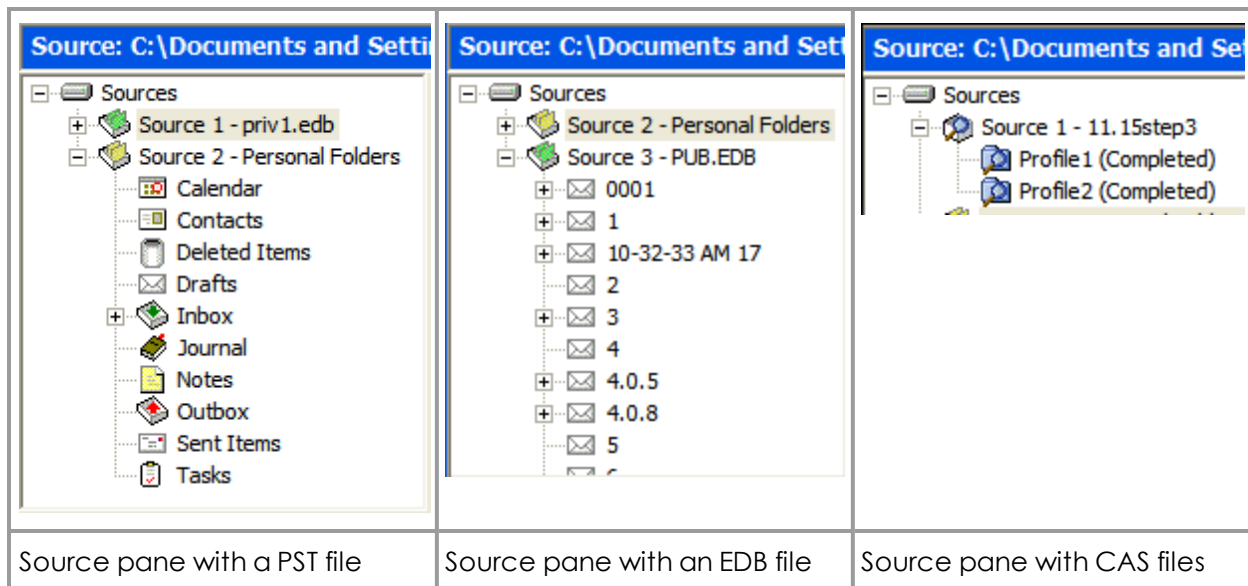 Source: C:\Documents and Setti
Sources
Source 1 - priv1.edb
Source 2 - Personal Folders
Calendar
Contacts
Deleted Items
Drafts
Inbox
Journal
Notes
Outbox
Sent Items
Tasks
Source pane with a PST file
Source: C:\Documents and Sett
Sources
Source 2 - Personal Folders
Source 3 - PUB.EDB
0001
1
10-32-33 AM 17
2
3
4
4.0.5
4.0.8
5
Source pane with an EDB file
Source: C:\Documents and Set
Sources
Source 1 - 11.15step3
Profile1 (Completed)
Profile2 (Completed)
Source pane with CAS files